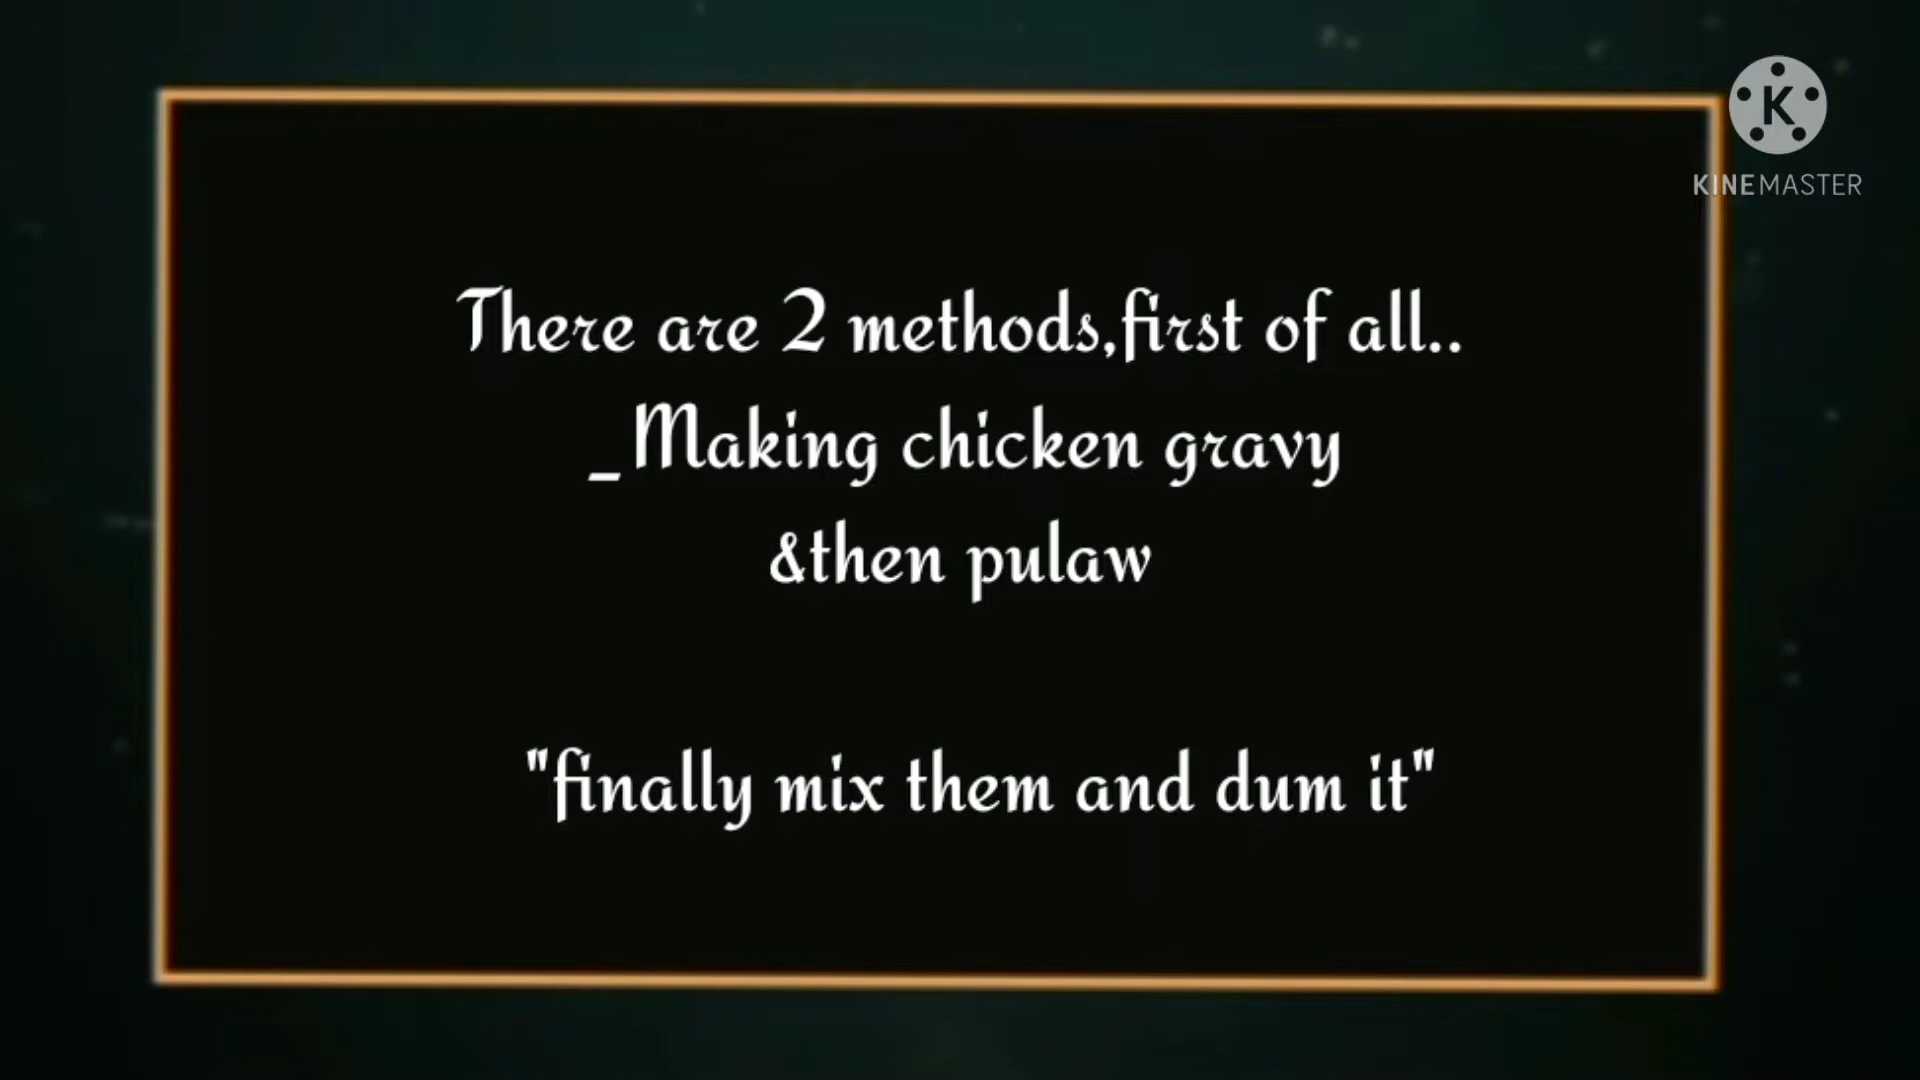 K
KINEMASTER
There are 2 methods,first of all..
_Making chicken gravy
&then pulaw
"finally mix them and dum it"